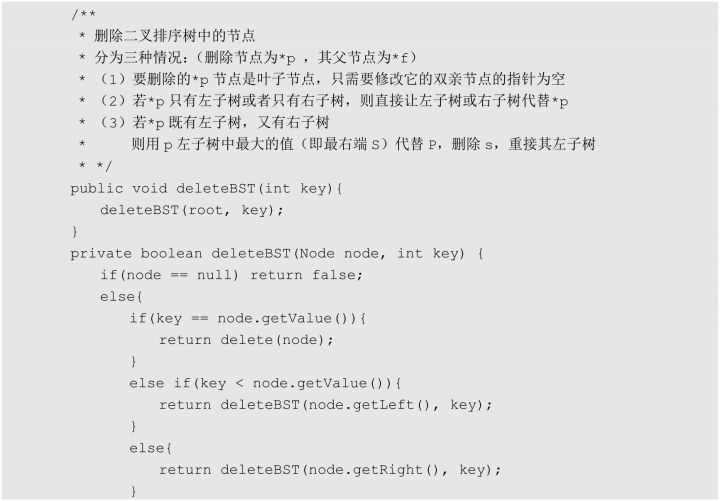 /**
 * 删除二叉排序树中的节点
 * 分为三种情况：（删除节点为*p ，其父节点为*f）
 * （1）要删除的*p 节点是叶子节点，只需要修改它的双亲节点的指针为空
 * （2）若*p 只有左子树或者只有右子树，则直接让左子树或右子树代替*p
 * （3）若*p 既有左子树，又有右子树
 *      则用 p 左子树中最大的值（即最右端 S）代替 P，删除 s，重接其左子树
 * */
public void deleteBST(int key){
    deleteBST(root, key);
}
private boolean deleteBST(Node node, int key) {
    if(node == null) return false;
    else{
        if(key == node.getValue()){
            return delete(node);
        }
        else if(key < node.getValue()){
            return deleteBST(node.getLeft(), key);
        }
        else{
            return deleteBST(node.getRight(), key);
        }